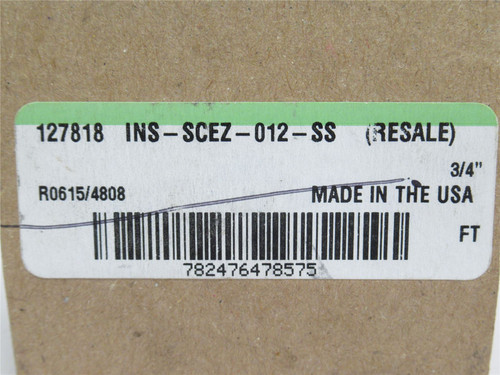 127818 INS-SCEZ-012-SS (RESALE)
3/4"
R0615/4808 MADE IN THE USA
FT
782476478575